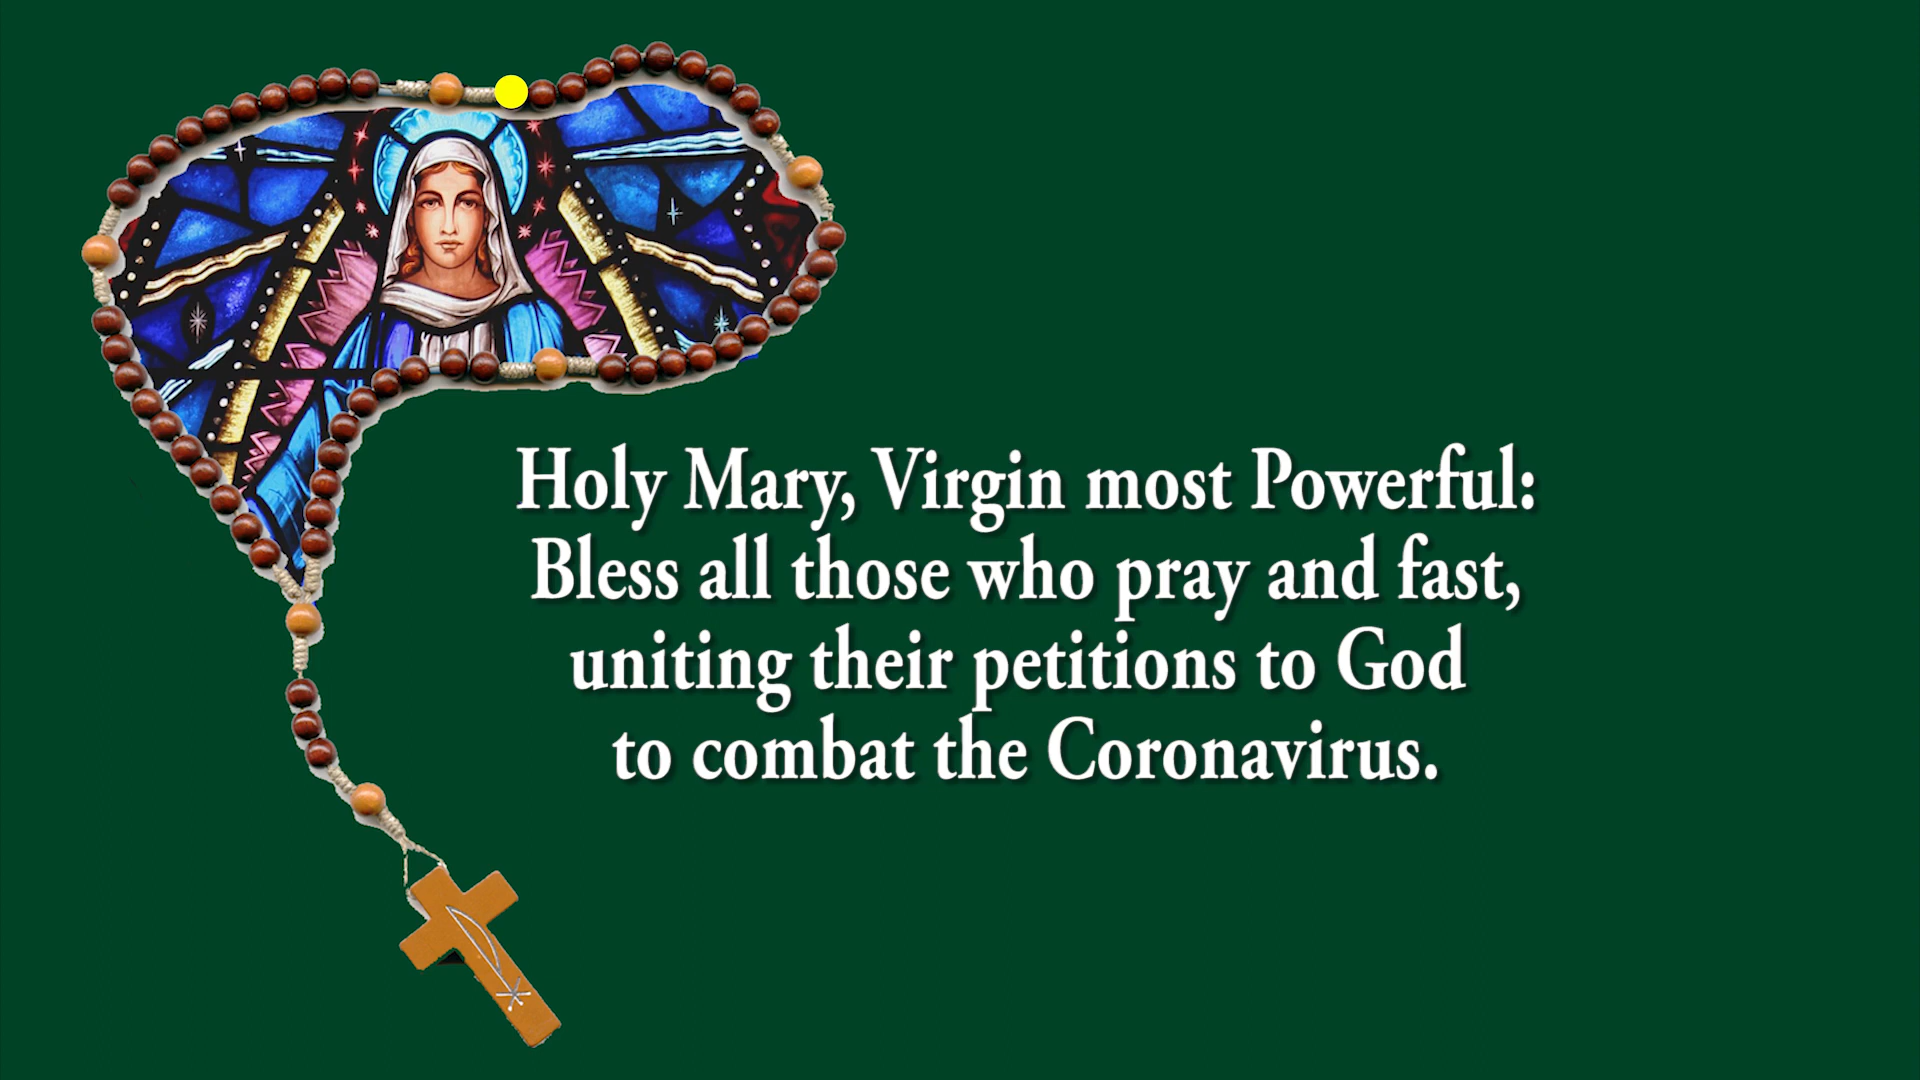 Holy Mary, Virgin most Powerful:
Bless all those who pray and fast,
uniting their petitions to God
to combat the Coronavirus.